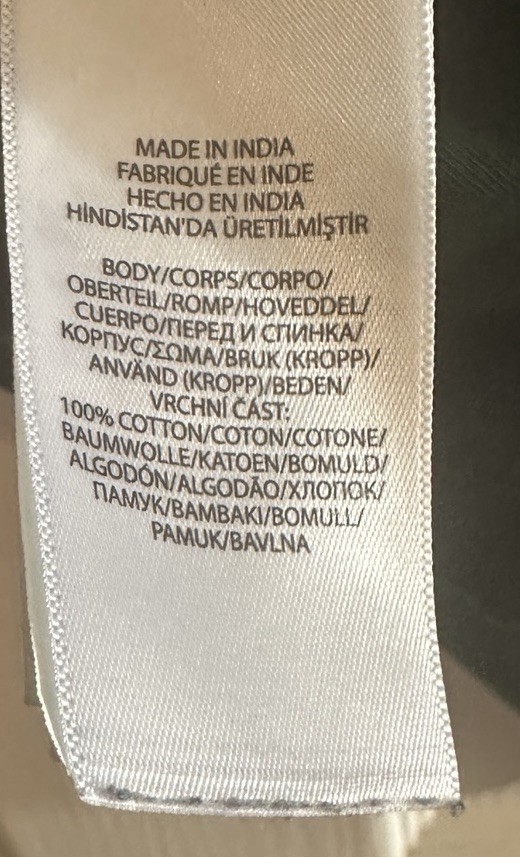 MADE IN INDIA
FABRIQUÉ EN INDE
HECHO EN INDIA
HİNDİSTAN'DA ÜRETİLMİŞTİR
BODY/CORPS/CORPO/
OBERTEIL/ROMP/HOVEDDEL/
CUERPO/ПЕРЕД И СПИНКА/
КОРПУС/ΣΩΜΑ/BRUK (KROPP)/
ANVÄND (KROPP)/BEDEN/
VRCHNÍ ČÁST:
100% COTTON/COTON/COTONE/
BAUMWOLLE/KATOEN/BOMULD/
ALGODÓN/ALGODÃO/ХЛОПОК/
ПАМУК/BAMBAKI/BOMULL/
PAMUK/BAVLNA